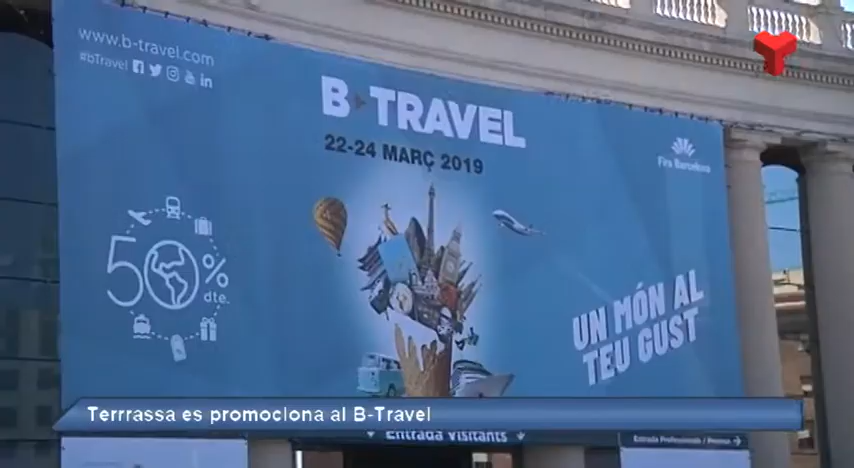 www.b-travel.com
#bTravel
B TRAVEL
22-24 MARÇ 2019
Fira Barcelona
50%
dte.
UN MÓN AL
TEU GUST
Terrrassa es promociona al B-Travel
Entrada Visitants
Entrada Professionals / Premsa